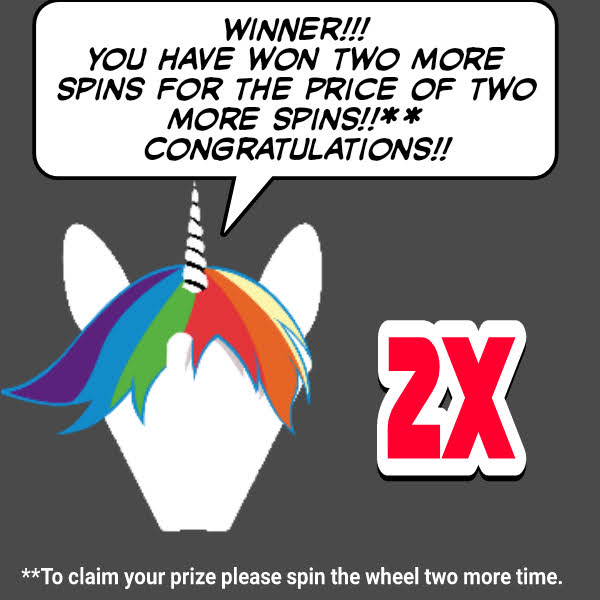 WINNER!!!
YOU HAVE WON TWO MORE
SPINS FOR THE PRICE OF TWO
MORE SPINS!!**
CONGRATULATIONS!!
2X
**To claim your prize please spin the wheel two more time.